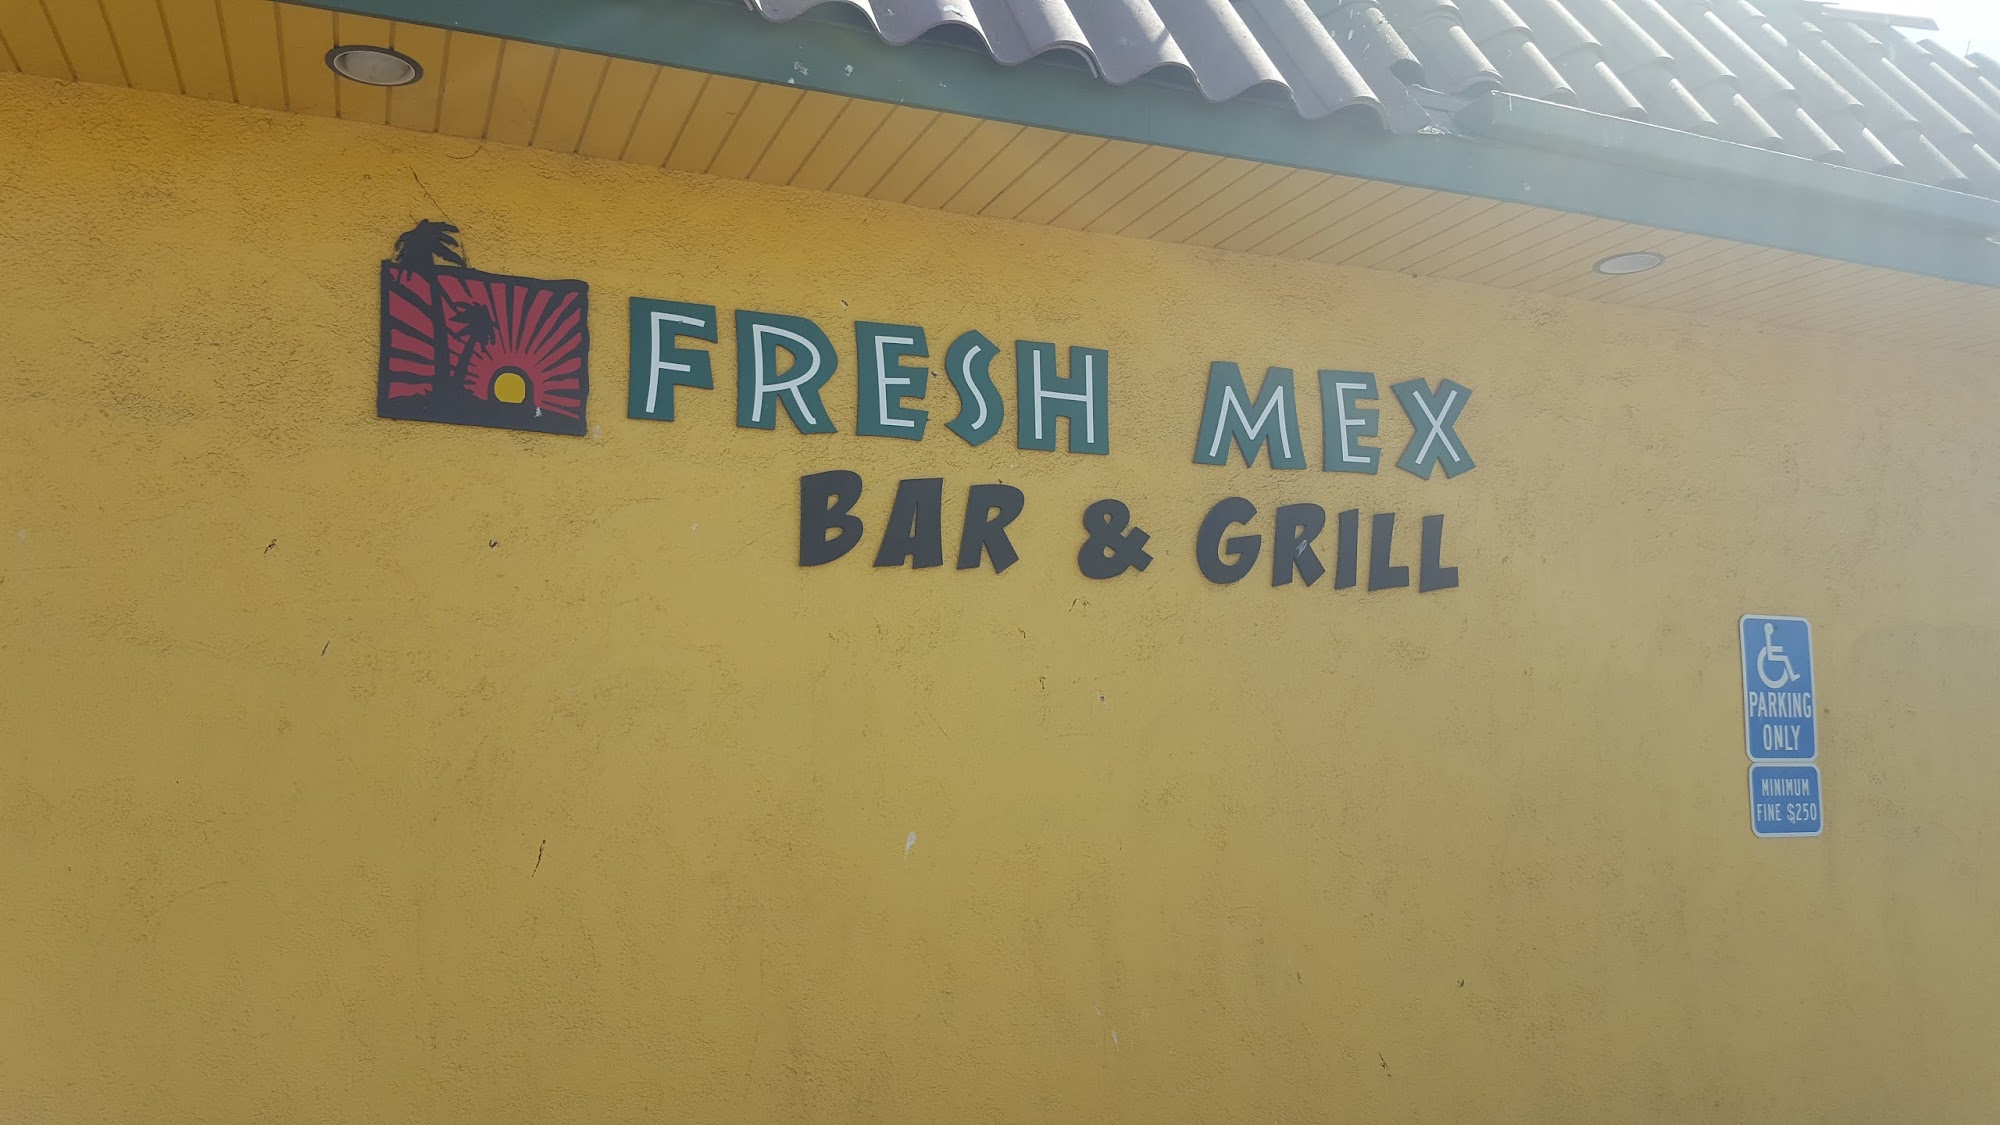 FRESH MEX
BAR & GRILL
PARKING
ONLY
MINIMUM
FINE $250